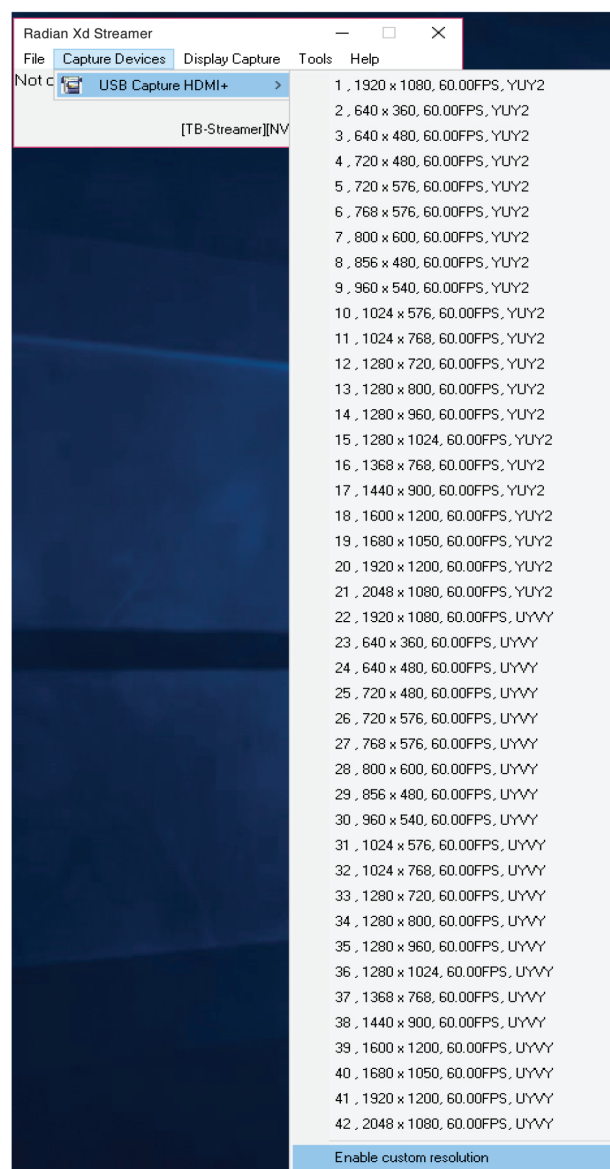 Radian Xd Streamer
File Capture Devices Display Capture Tools Help
Not c
USB Capture HDMI+ >
[TB-Streamer][NV
1 , 1920 x 1080, 60.00FPS, YUY2
2 , 640 x 360, 60.00FPS, YUY2
3 , 640 x 480, 60.00FPS, YUY2
4 , 720 x 480, 60.00FPS, YUY2
5 , 720 x 576, 60.00FPS, YUY2
6 , 768 x 576, 60.00FPS, YUY2
7 , 800 x 600, 60.00FPS, YUY2
8 , 856 x 480, 60.00FPS, YUY2
9 , 960 x 540, 60.00FPS, YUY2
10 , 1024 x 576, 60.00FPS, YUY2
11 , 1024 x 768, 60.00FPS, YUY2
12 , 1280 x 720, 60.00FPS, YUY2
13 , 1280 x 800, 60.00FPS, YUY2
14 , 1280 x 960, 60.00FPS, YUY2
15 , 1280 x 1024, 60.00FPS, YUY2
16 , 1368 x 768, 60.00FPS, YUY2
17 , 1440 x 900, 60.00FPS, YUY2
18 , 1600 x 1200, 60.00FPS, YUY2
19 , 1680 x 1050, 60.00FPS, YUY2
20 , 1920 x 1200, 60.00FPS, YUY2
21 , 2048 x 1080, 60.00FPS, YUY2
22 , 1920 x 1080, 60.00FPS, UYVY
23 , 640 x 360, 60.00FPS, UYVY
24 , 640 x 480, 60.00FPS, UYVY
25 , 720 x 480, 60.00FPS, UYVY
26 , 720 x 576, 60.00FPS, UYVY
27 , 768 x 576, 60.00FPS, UYVY
28 , 800 x 600, 60.00FPS, UYVY
29 , 856 x 480, 60.00FPS, UYVY
30 , 960 x 540, 60.00FPS, UYVY
31 , 1024 x 576, 60.00FPS, UYVY
32 , 1024 x 768, 60.00FPS, UYVY
33 , 1280 x 720, 60.00FPS, UYVY
34 , 1280 x 800, 60.00FPS, UYVY
35 , 1280 x 960, 60.00FPS, UYVY
36 , 1280 x 1024, 60.00FPS, UYVY
37 , 1368 x 768, 60.00FPS, UYVY
38 , 1440 x 900, 60.00FPS, UYVY
39 , 1600 x 1200, 60.00FPS, UYVY
40 , 1680 x 1050, 60.00FPS, UYVY
41 , 1920 x 1200, 60.00FPS, UYVY
42 , 2048 x 1080, 60.00FPS, UYVY
Enable custom resolution